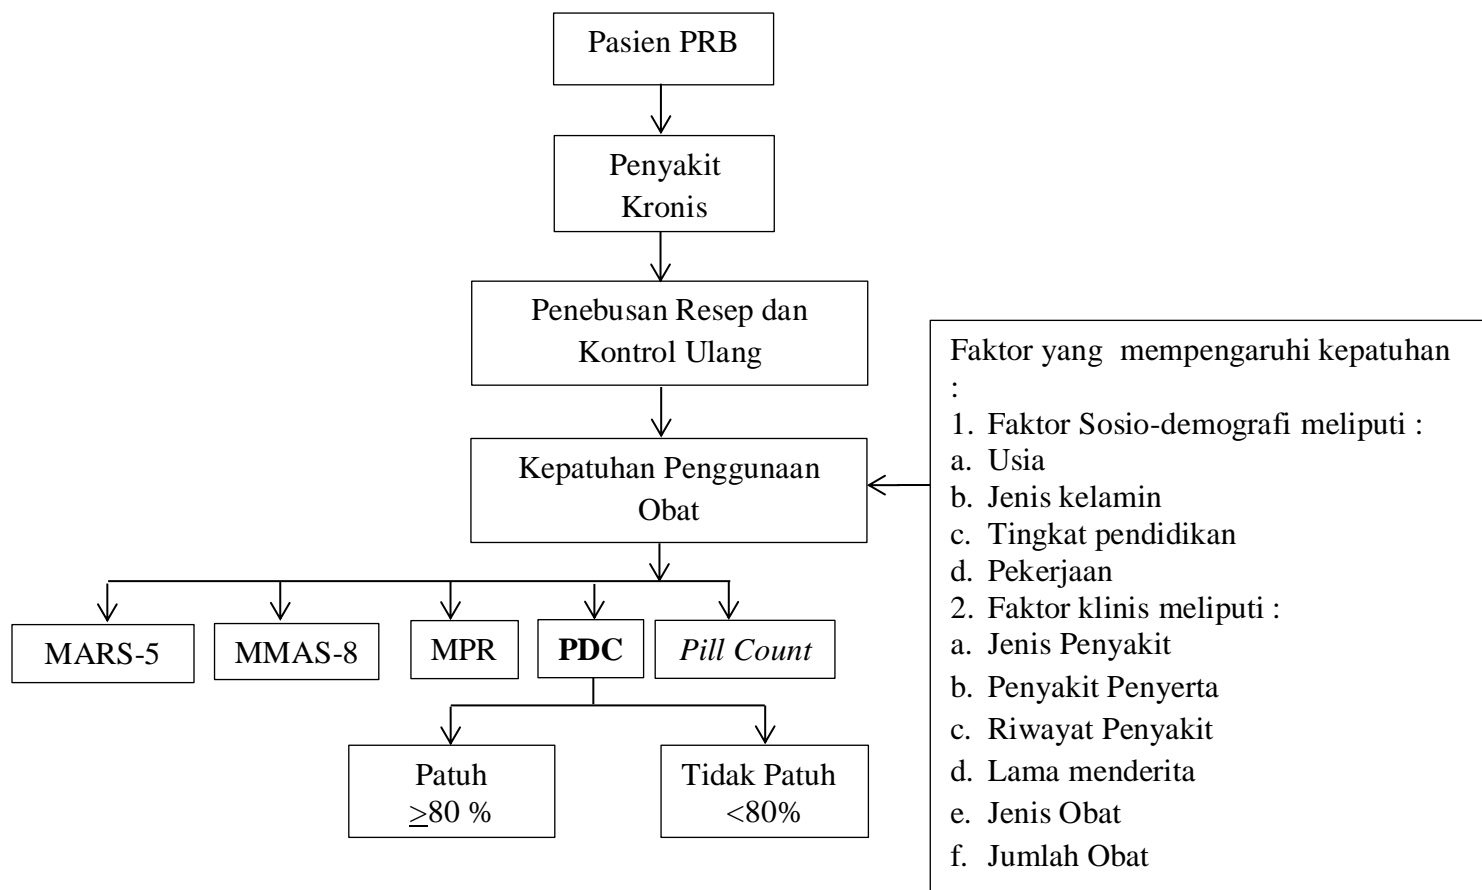 Pasien PRB
Penyakit
Kronis
Penebusan Resep dan
Kontrol Ulang
Kepatuhan Penggunaan
Obat
MARS-5
MMAS-8
MPR
PDC
Pill Count
Patuh
≥80 %
Tidak Patuh
<80%
Faktor yang mempengaruhi kepatuhan
:
1. Faktor Sosio-demografi meliputi :
a. Usia
b. Jenis kelamin
c. Tingkat pendidikan
d. Pekerjaan
2. Faktor klinis meliputi :
a. Jenis Penyakit
b. Penyakit Penyerta
c. Riwayat Penyakit
d. Lama menderita
e. Jenis Obat
f. Jumlah Obat